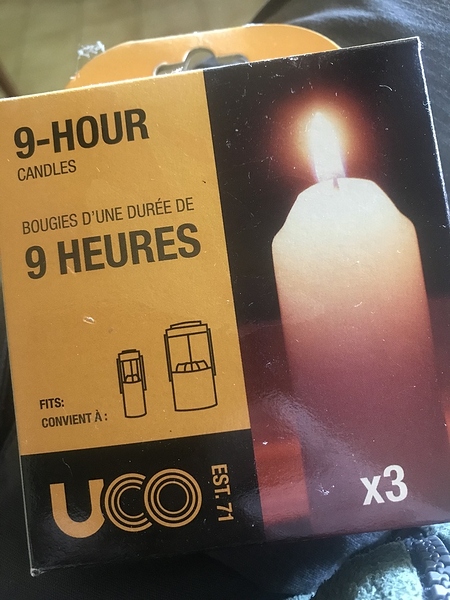 9-HOUR
CANDLES
BOUGIES D'UNE DURÉE DE
9 HEURES
FITS:
CONVIENT À :
UCO
EST. 71
x3